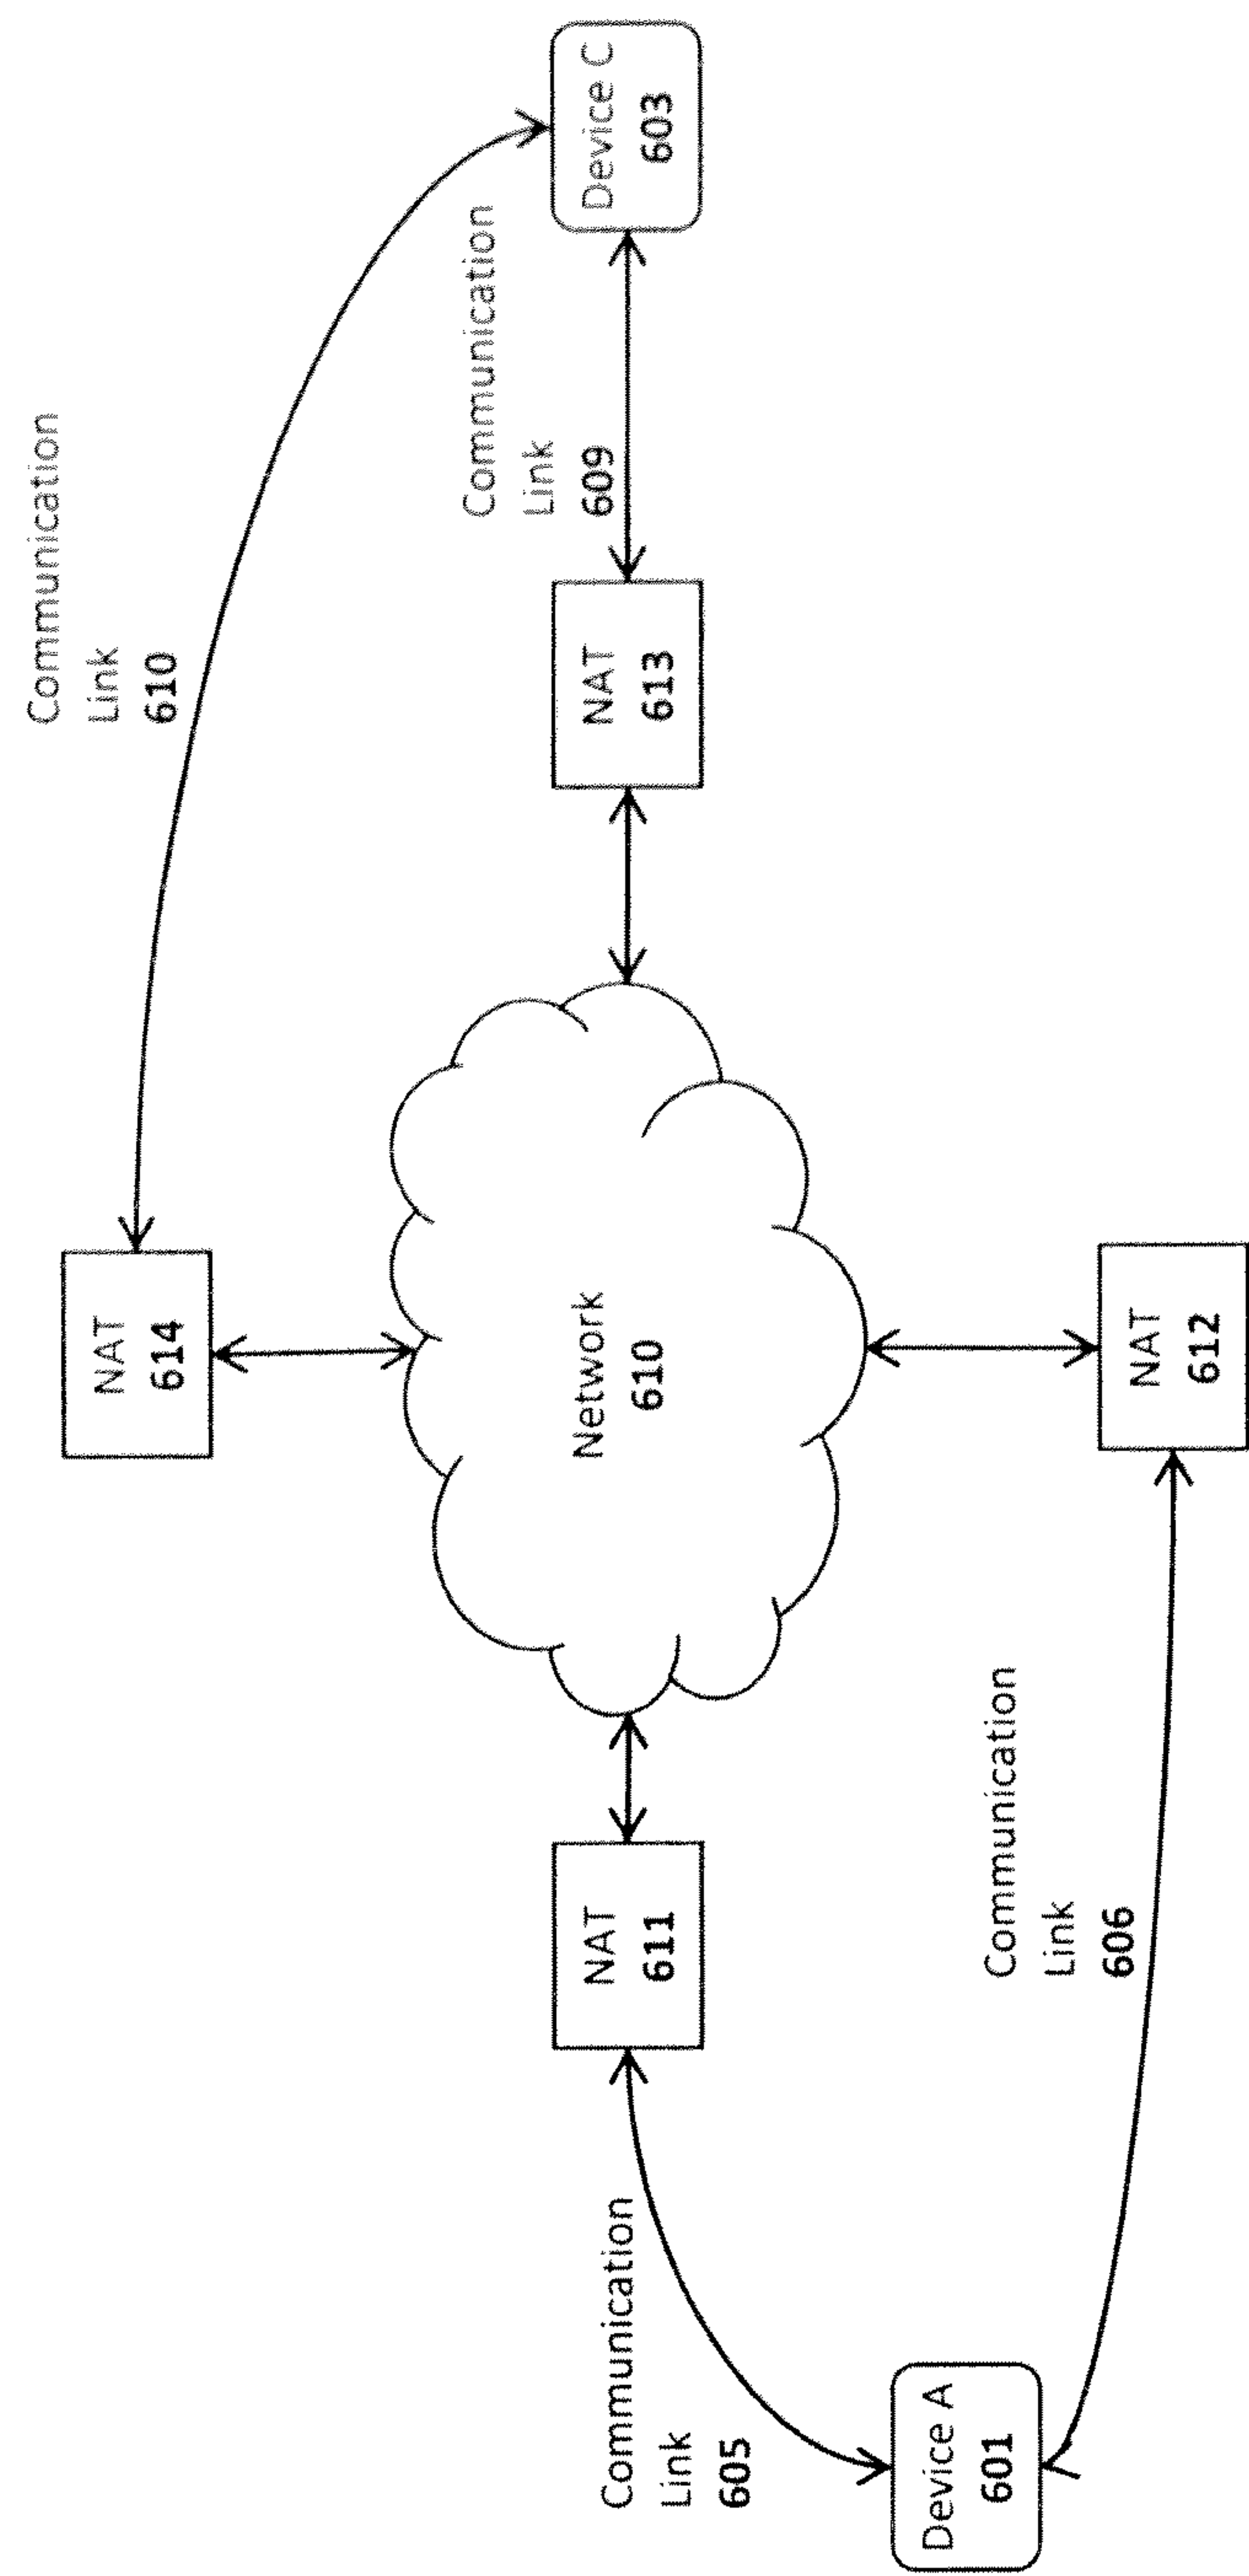 Communication
Link
610
Communication
Link
609
Device C
603
NAT
613
NAT
614
Network
610
NAT
612
NAT
611
Communication
Link
606
Communication
Link
605
Device A
601